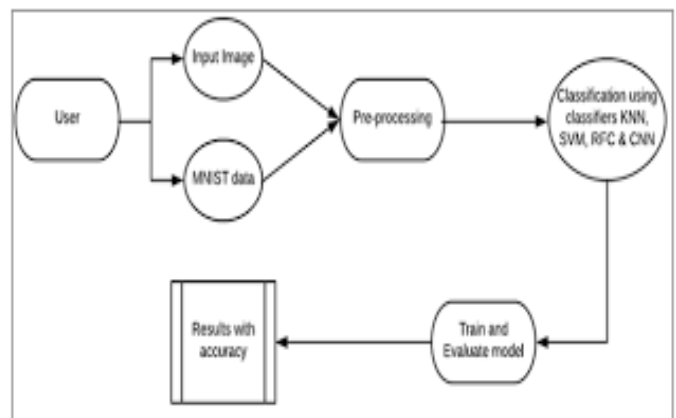 Input Image
User
Pre-processing
Classification using
classifiers KNN,
SVM, RFC & CNN
MNIST data
Results with
accuracy
Train and
Evaluate model